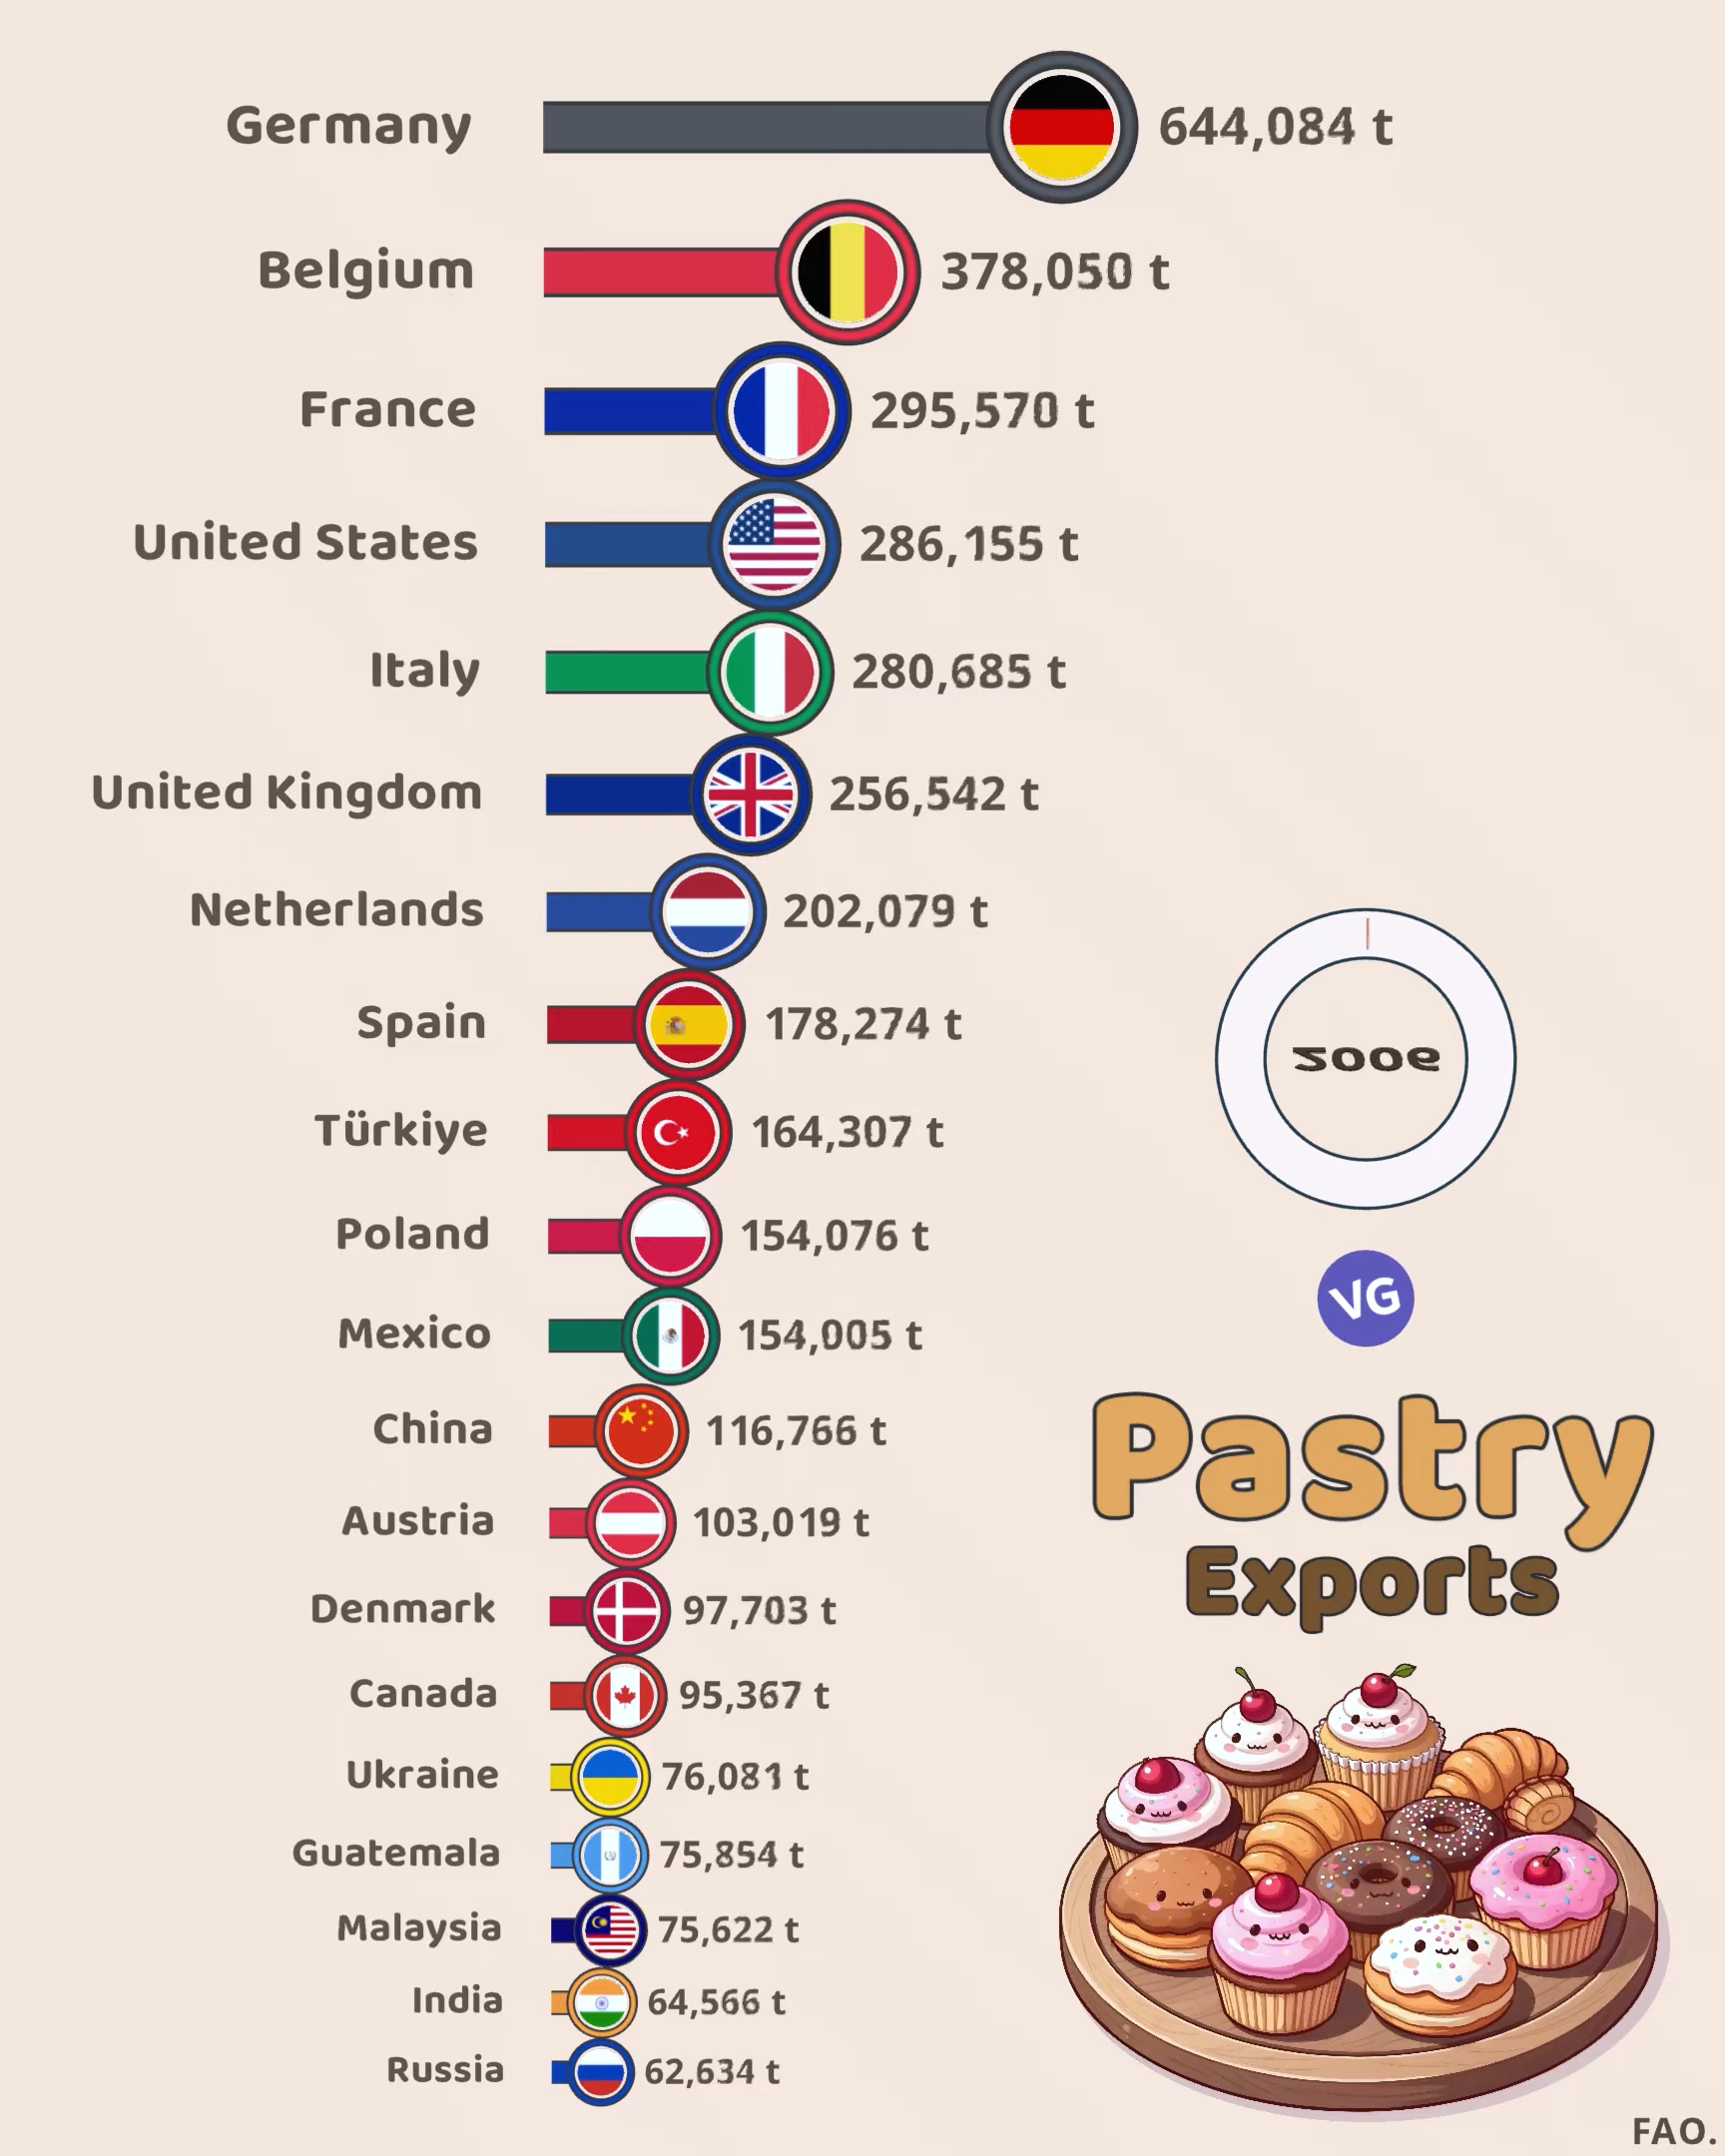 Germany 644,084 t
Belgium 378,050 t
France 295,570 t
United States 286,155 t
Italy 280,685 t
United Kingdom 256,542 t
Netherlands 202,079 t
Spain 178,274 t
Türkiye 164,307 t
Poland 154,076 t
Mexico 154,005 t
China 116,766 t
Austria 103,019 t
Denmark 97,703 t
Canada 95,367 t
Ukraine 76,081 t
Guatemala 75,854 t
Malaysia 75,622 t
India 64,566 t
Russia 62,634 t
VG
Pastry
Exports
FAO.